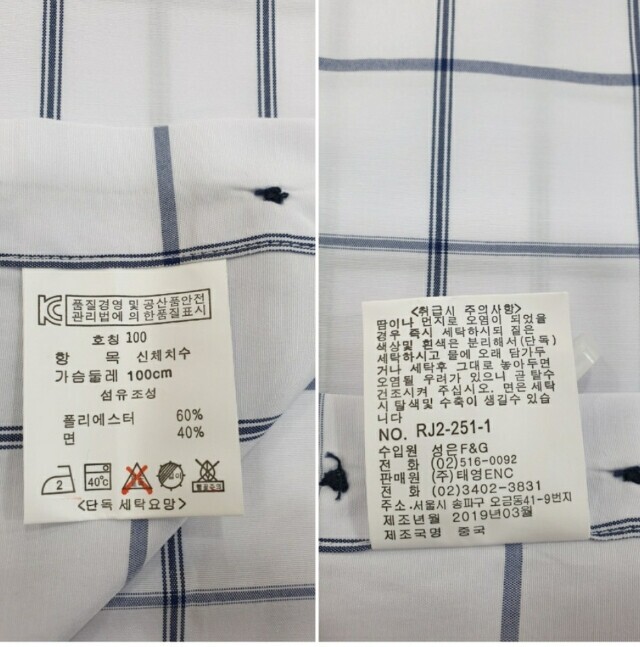 품질경영 및 공산품안전
관리법에 의한품질표시
호칭 100
항 목 신체치수
가슴둘레 100cm
섬유조성
폴리에스터 60%
면 40%
2 40℃
<단독 세탁요망>
<취급시 주의사항>
땀이나 먼지로 오염이 되었을
경우 즉시 세탁하시되 짙은
색상및 흰색은 분리해서(단독)
세탁하시고 물에 오래 담가두
거나 세탁후 그대로 놓아두면
오염될 우려가 있으니 곧 탈수
건조시켜 주십시오. 면은 세탁
시 탈색및 수축이 생길수 있습
니다
NO. RJ2-251-1
수입원 성은F&G
전 화 (02)516-0092
판매원 (주)태영ENC
전 화 (02)3402-3831
주소.서울시 송파구 오금동41-9번지
제조년월 2019년03월
제조국명 중국